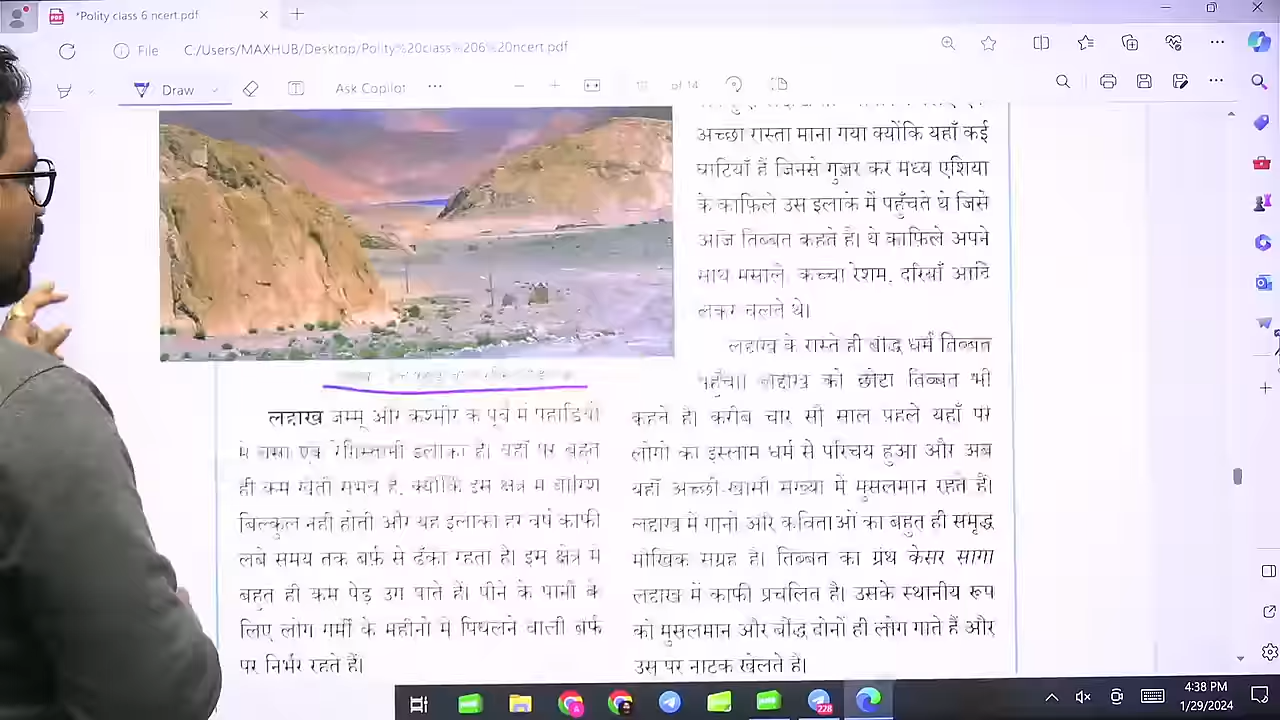 *Polity class 6 ncert.pdf
File C:/Users/MAXHUB/Desktop/Polity%20class%206%20ncert.pdf
Draw Ask Copilot of 14
अच्छा रास्ता माना गया क्योंकि यहाँ कई
घाटियाँ हैं जिनसे गुज़र कर मध्य एशिया
के काफ़िले उस इलाके में पहुँचते थे जिसे
आज तिब्बत कहते हैं। ये काफ़िले अपने
साथ मसाले, कच्चा रेशम, दरियाँ आदि
लेकर चलते थे।
लद्दाख के रास्ते ही बौद्ध धर्म तिब्बत
पहुँचा। लद्दाख को छोटा तिब्बत भी
लद्दाख जम्मू और कश्मीर के पूर्व में पहाड़ियों
में बसा एक रेगिस्तानी इलाका है। यहाँ पर बहुत
ही कम खेती संभव है, क्योंकि इस क्षेत्र में बारिश
बिल्कुल नहीं होती और यह इलाका हर वर्ष काफी
लंबे समय तक बर्फ़ से ढँका रहता है। इस क्षेत्र में
बहुत ही कम पेड़ उग पाते हैं। पीने के पानी के
लिए लोग गर्मी के महीनों में पिघलने वाली बर्फ
पर निर्भर रहते हैं।
कहते हैं। करीब चार सौ साल पहले यहाँ पर
लोगों का इस्लाम धर्म से परिचय हुआ और अब
यहाँ अच्छी-खासी संख्या में मुसलमान रहते हैं।
लद्दाख में गानों और कविताओं का बहुत ही समृद्ध
मौखिक संग्रह है। तिब्बत का ग्रंथ केसर सागा
लद्दाख में काफी प्रचलित है। उसके स्थानीय रूप
को मुसलमान और बौद्ध दोनों ही लोग गाते हैं और
उस पर नाटक खेलते हैं।
228
4:38 PM
1/29/2024